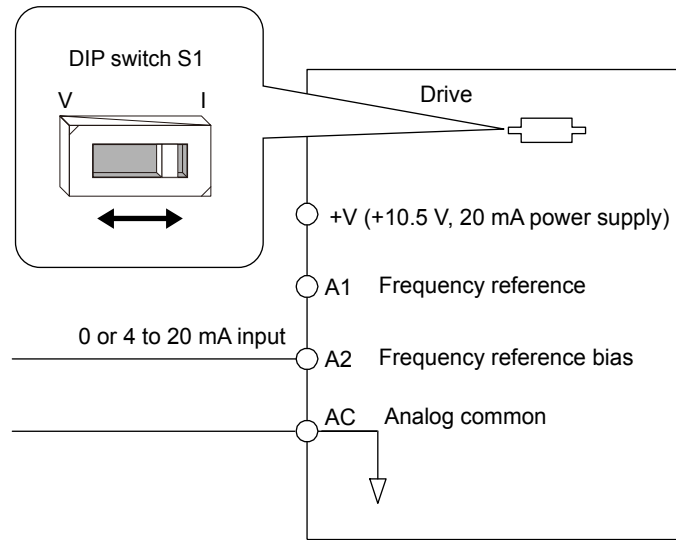 DIP switch S1
V I
Drive
+V (+10.5 V, 20 mA power supply)
A1 Frequency reference
0 or 4 to 20 mA input
A2 Frequency reference bias
AC Analog common